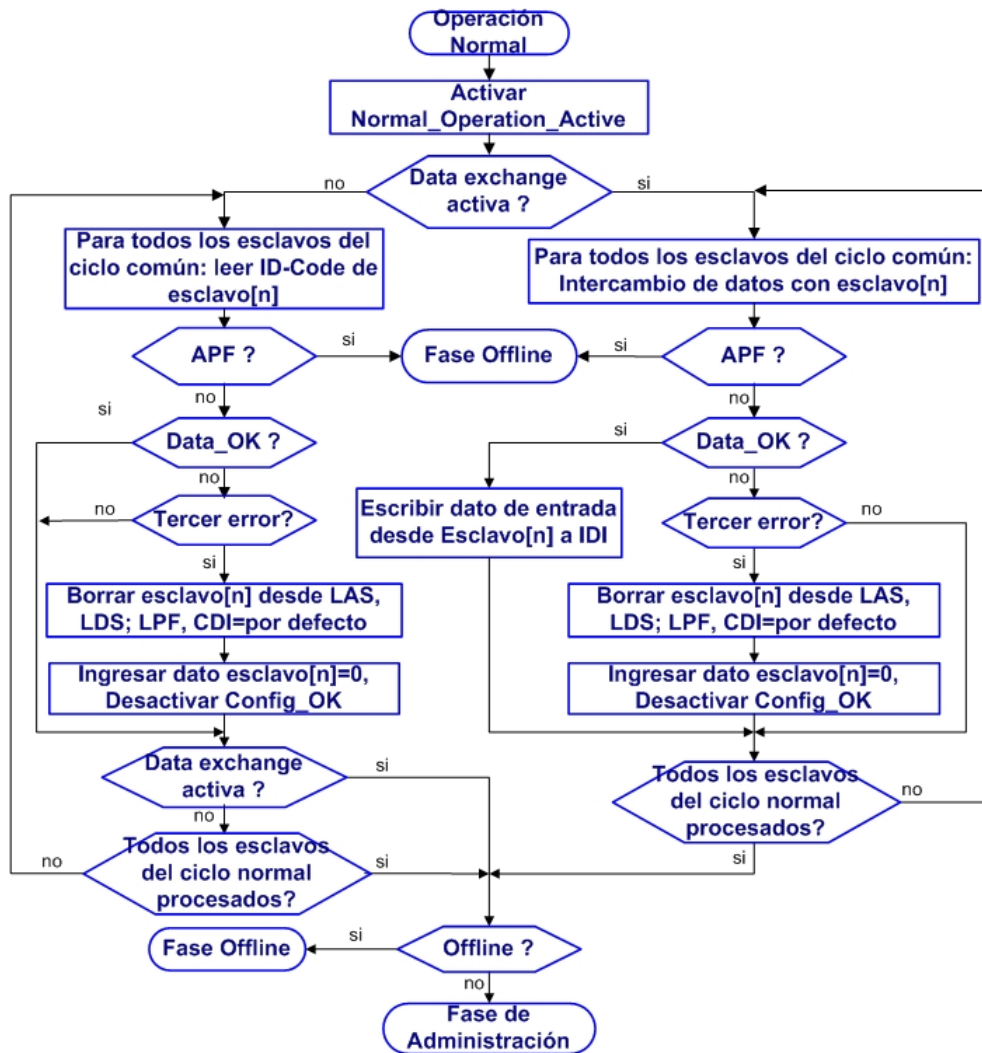 Operación
Normal
Activar
Normal_Operation_Active
Data exchange
activa ?
no
si
Para todos los esclavos del
ciclo común: leer ID-Code de
esclavo[n]
Para todos los esclavos del ciclo común:
Intercambio de datos con esclavo[n]
APF ?
si
Fase Offline
si
APF ?
no
no
si
Data_OK ?
si
Data_OK ?
no
no
no
Tercer error?
Escribir dato de entrada
desde Esclavo[n] a IDI
Tercer error?
no
si
si
Borrar esclavo[n] desde LAS,
LDS; LPF, CDI=por defecto
Borrar esclavo[n] desde LAS,
LDS; LPF, CDI=por defecto
Ingresar dato esclavo[n]=0,
Desactivar Config_OK
Ingresar dato esclavo[n]=0,
Desactivar Config_OK
Data exchange
activa ?
si
no
Todos los esclavos
del ciclo normal
procesados?
no
si
no
Todos los esclavos
del ciclo normal
procesados?
si
Fase Offline
si
Offline ?
no
Fase de
Administración